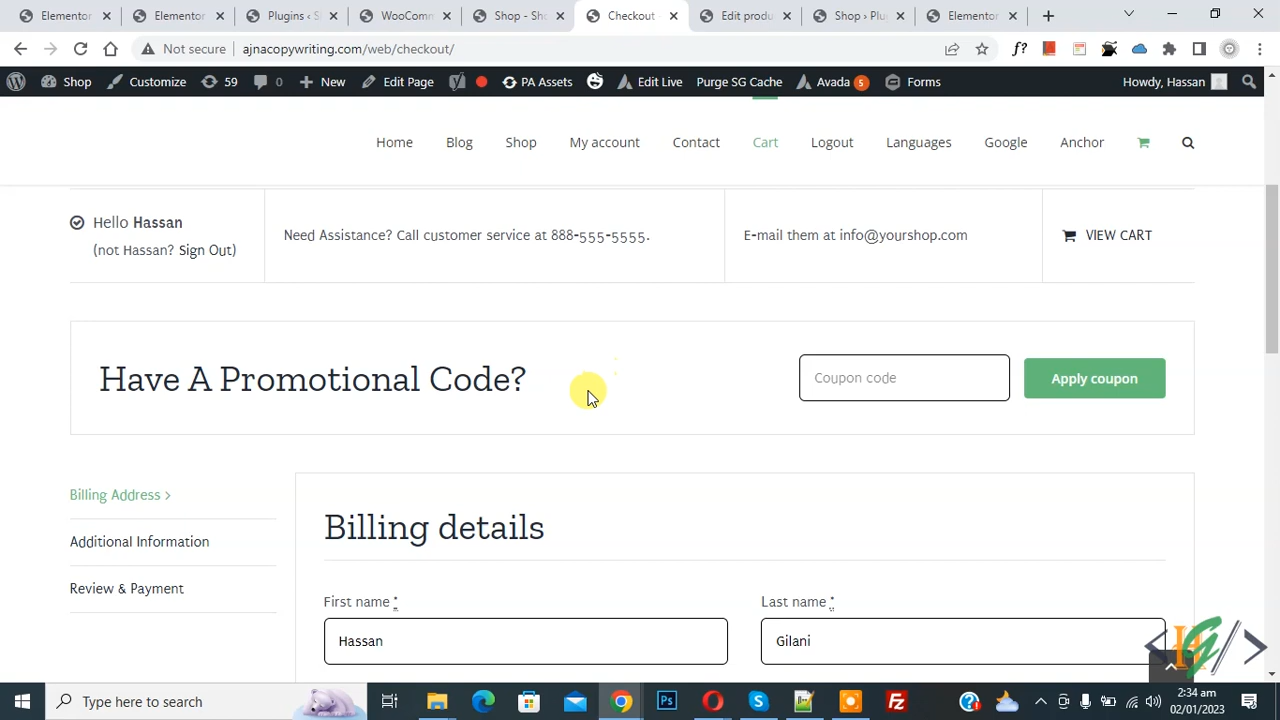 Elementor
Elementor
Plugins ‹ S
WooComm
Shop - Sho
Checkout -
Edit produ
Shop › Plu
Elementor
Not secure
ajnacopywriting.com/web/checkout/
f?
Shop
Customize
59
0
New
Edit Page
PA Assets
Edit Live
Purge SG Cache
Avada 5
Forms
Howdy, Hassan
Home
Blog
Shop
My account
Contact
Cart
Logout
Languages
Google
Anchor
Hello Hassan
(not Hassan? Sign Out)
Need Assistance? Call customer service at 888-555-5555.
E-mail them at info@yourshop.com
VIEW CART
Have A Promotional Code?
Coupon code
Apply coupon
Billing Address >
Additional Information
Review & Payment
Billing details
First name *
Last name *
Hassan
Gilani
<HG/>
Type here to search
Ps
Fz
2:34 am
02/01/2023